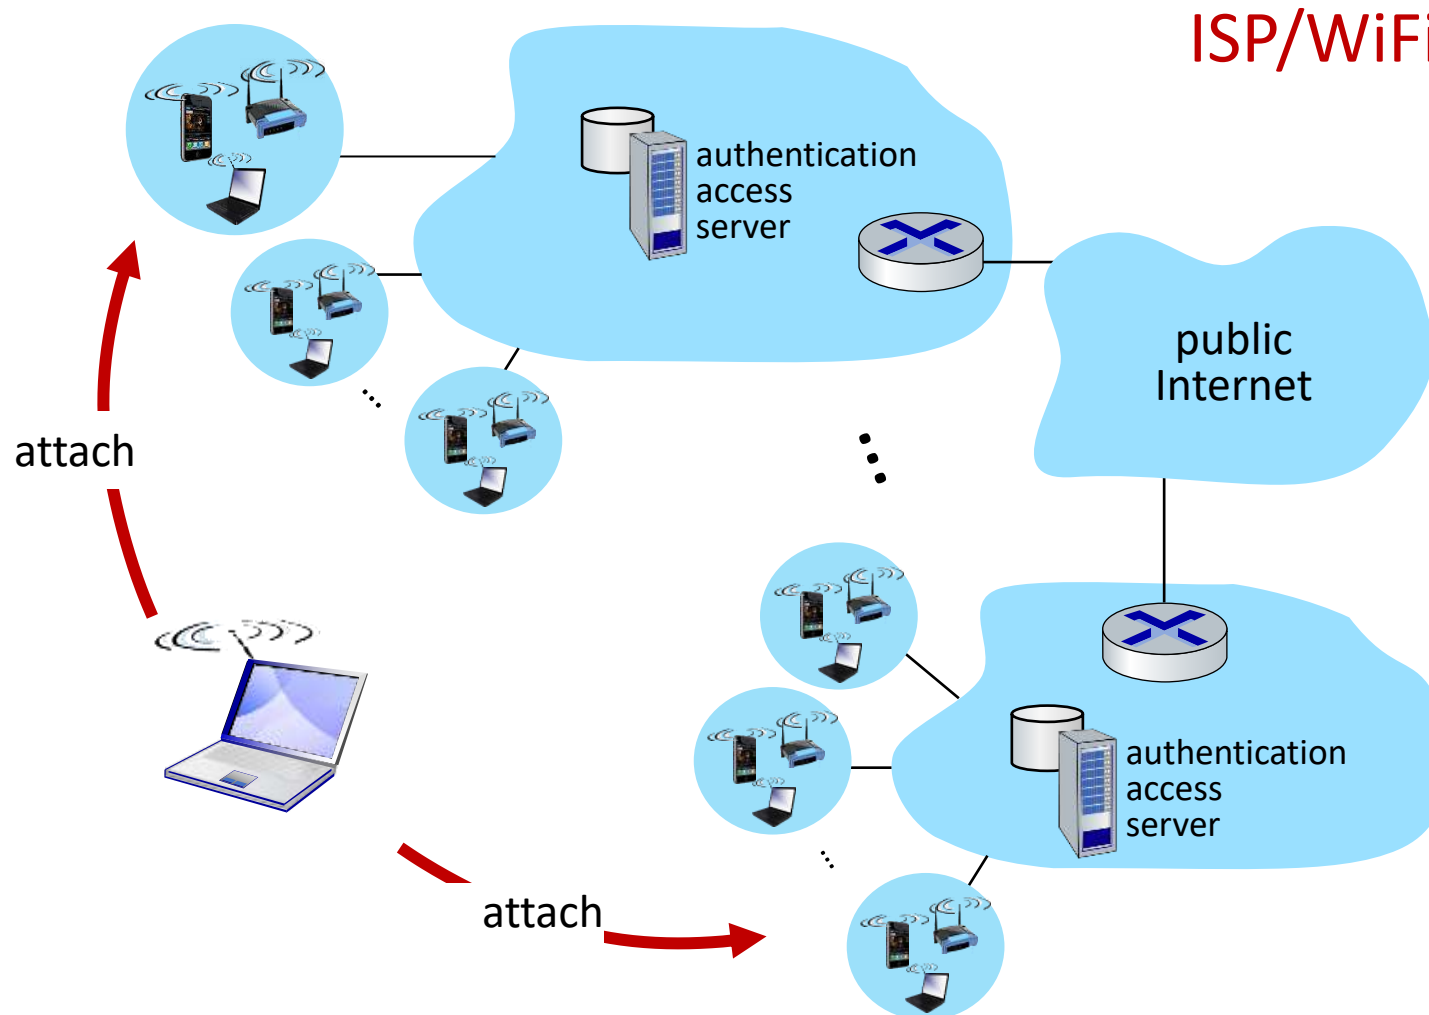 ISP/WiFi
authentication
access
server
public
Internet
attach
authentication
access
server
attach